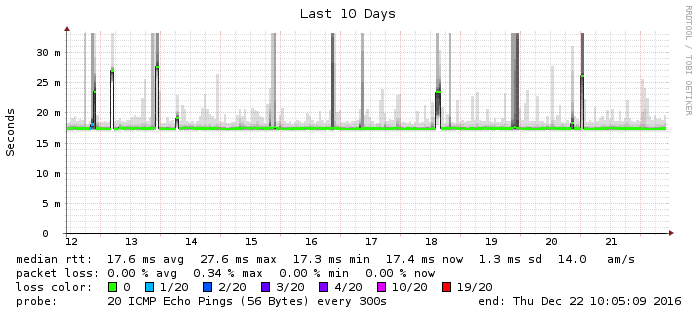 Last 10 Days
RRDTOOL / TOBI OETIKER
Seconds
30 m
25 m
20 m
15 m
10 m
5 m
0
12 13 14 15 16 17 18 19 20 21
median rtt: 17.6 ms avg 27.6 ms max 17.3 ms min 17.4 ms now 1.3 ms sd 14.0 am/s
packet loss: 0.00 % avg 0.34 % max 0.00 % min 0.00 % now
loss color: 0 1/20 2/20 3/20 4/20 10/20 19/20
probe: 20 ICMP Echo Pings (56 Bytes) every 300s end: Thu Dec 22 10:05:09 2016